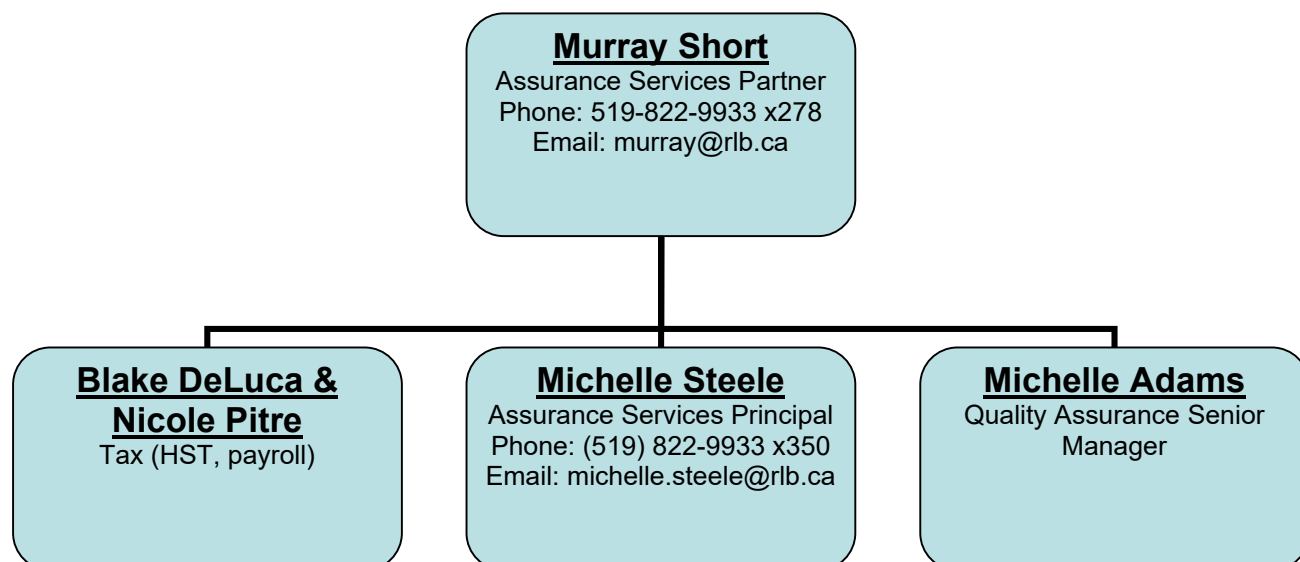 Murray Short
Assurance Services Partner
Phone: 519-822-9933 x278
Email: murray@rlb.ca
Blake DeLuca &
Nicole Pitre
Tax (HST, payroll)
Michelle Steele
Assurance Services Principal
Phone: (519) 822-9933 x350
Email: michelle.steele@rlb.ca
Michelle Adams
Quality Assurance Senior
Manager